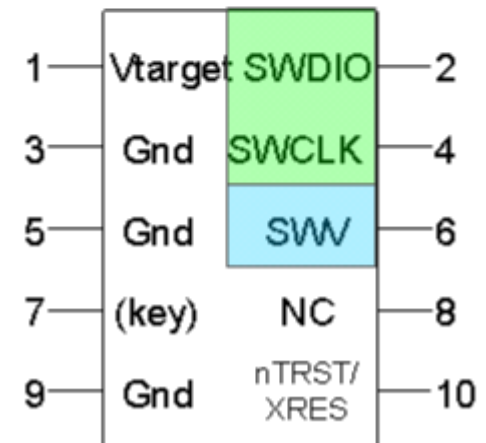 1 Vtarget SWDIO 2
3 Gnd SWCLK 4
5 Gnd SWV 6
7 (key) NC 8
9 Gnd nTRST/ 10
XRES